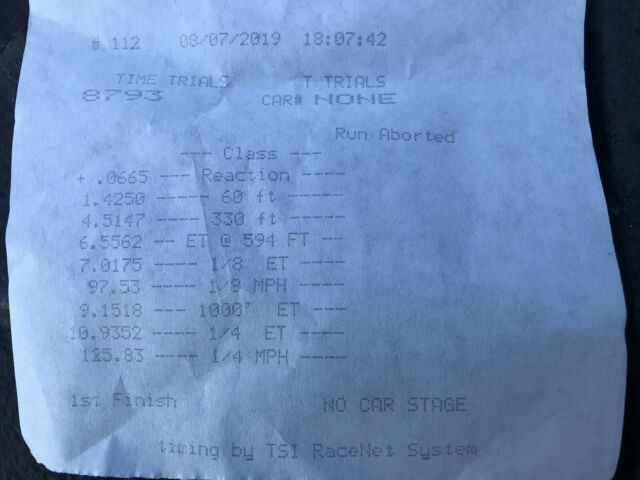 # 112 08/07/2019 18:07:42
TIME TRIALS T TRIALS
8793 CAR# NONE
Run Aborted
--- Class ---
+ .0665 --- Reaction ----
1.4250 ---- 60 ft ----
4.5147 ---- 330 ft ----
6.5562 -- ET @ 594 FT --
7.0175 ---- 1/8 ET ----
97.53 ---- 1/8 MPH ----
9.1518 --- 1000' ET ----
10.9352 ---- 1/4 ET ----
125.83 ---- 1/4 MPH ----
1st Finish NO CAR STAGE
timing by TSI RaceNet System